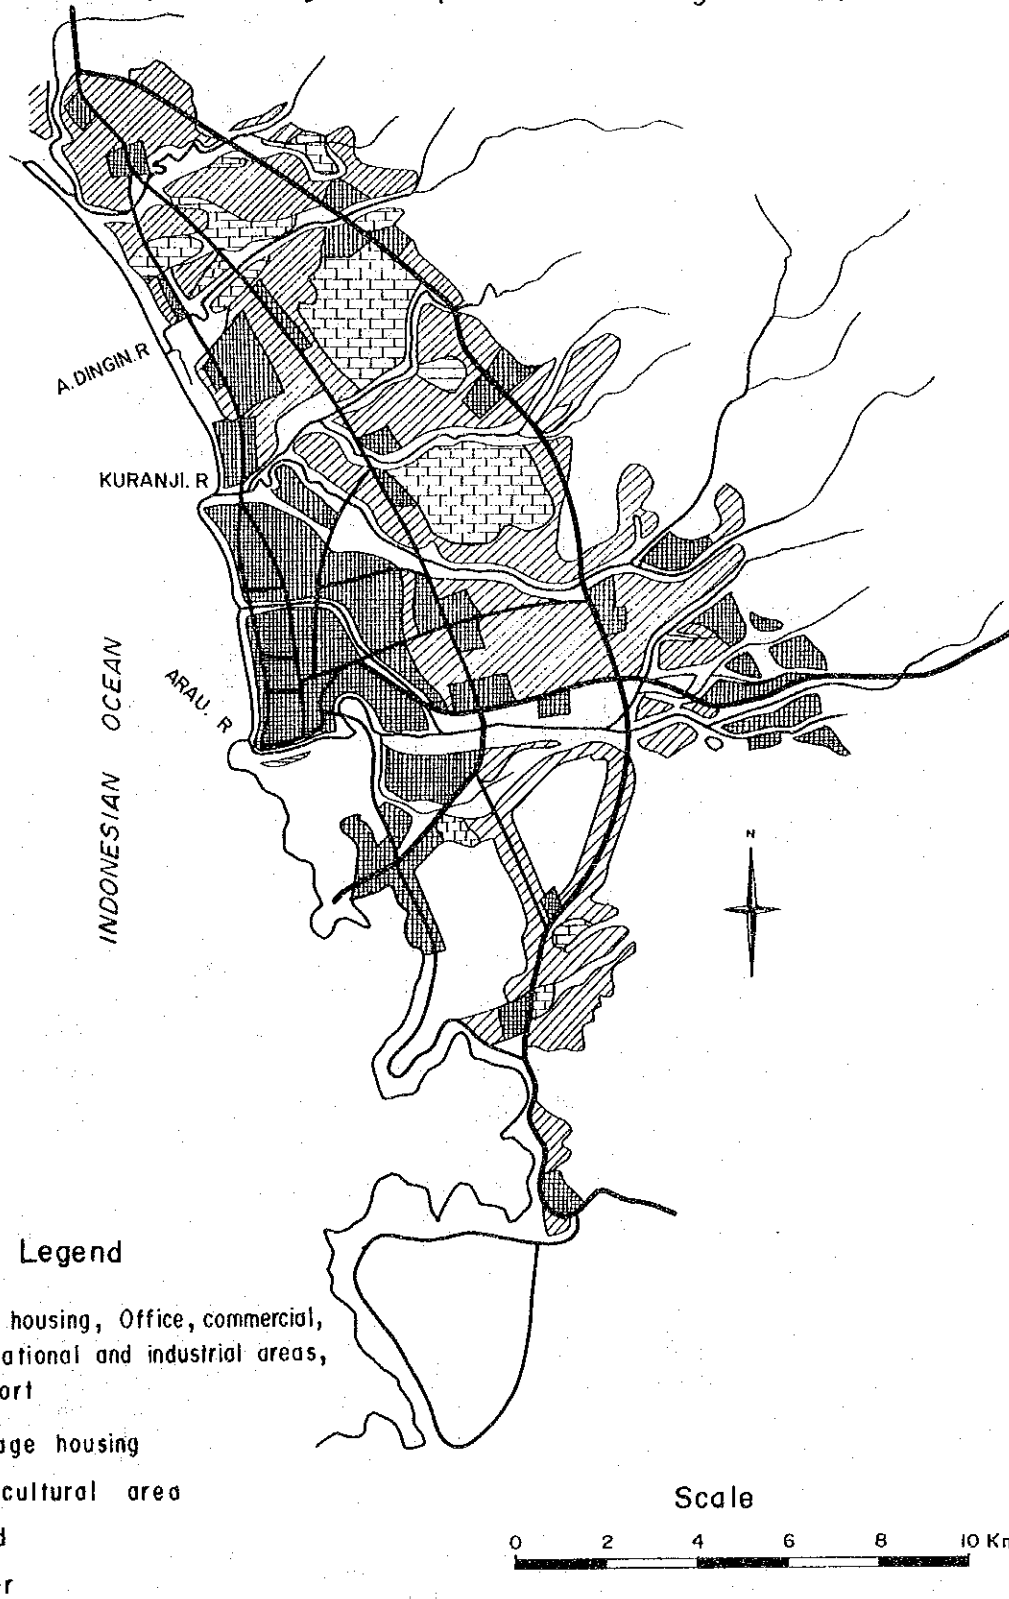 A. DINGIN. R
KURANJI. R
ARAU. R
INDONESIAN OCEAN
N
Legend
housing, Office, commercial,
ational and industrial areas,
ort
age housing
cultural area
Scale
0 2 4 6 8 10 Km